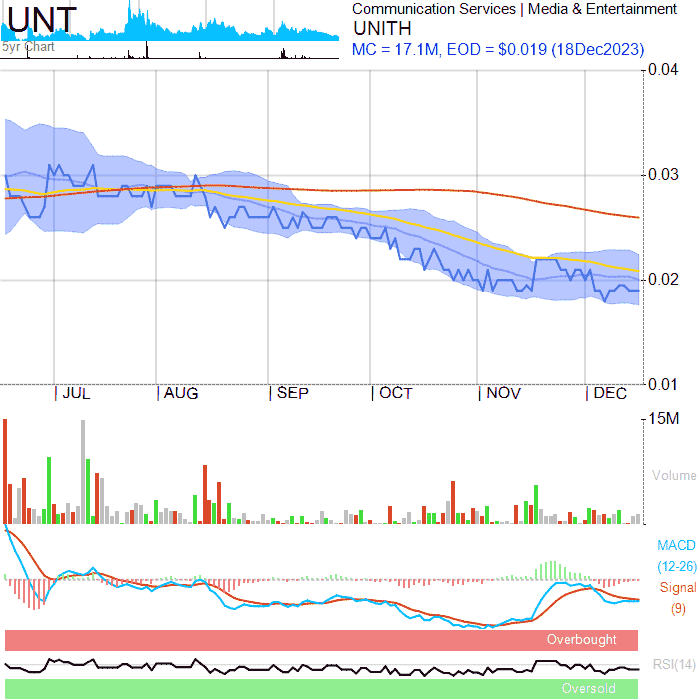 UNT
5yr Chart
Communication Services | Media & Entertainment
UNITH
MC = 17.1M, EOD = $0.019 (18Dec2023)
0.04
0.03
0.02
0.01
JUL AUG SEP OCT NOV DEC
15M
Volume
MACD
(12-26)
Signal
(9)
Overbought
RSI(14)
Oversold